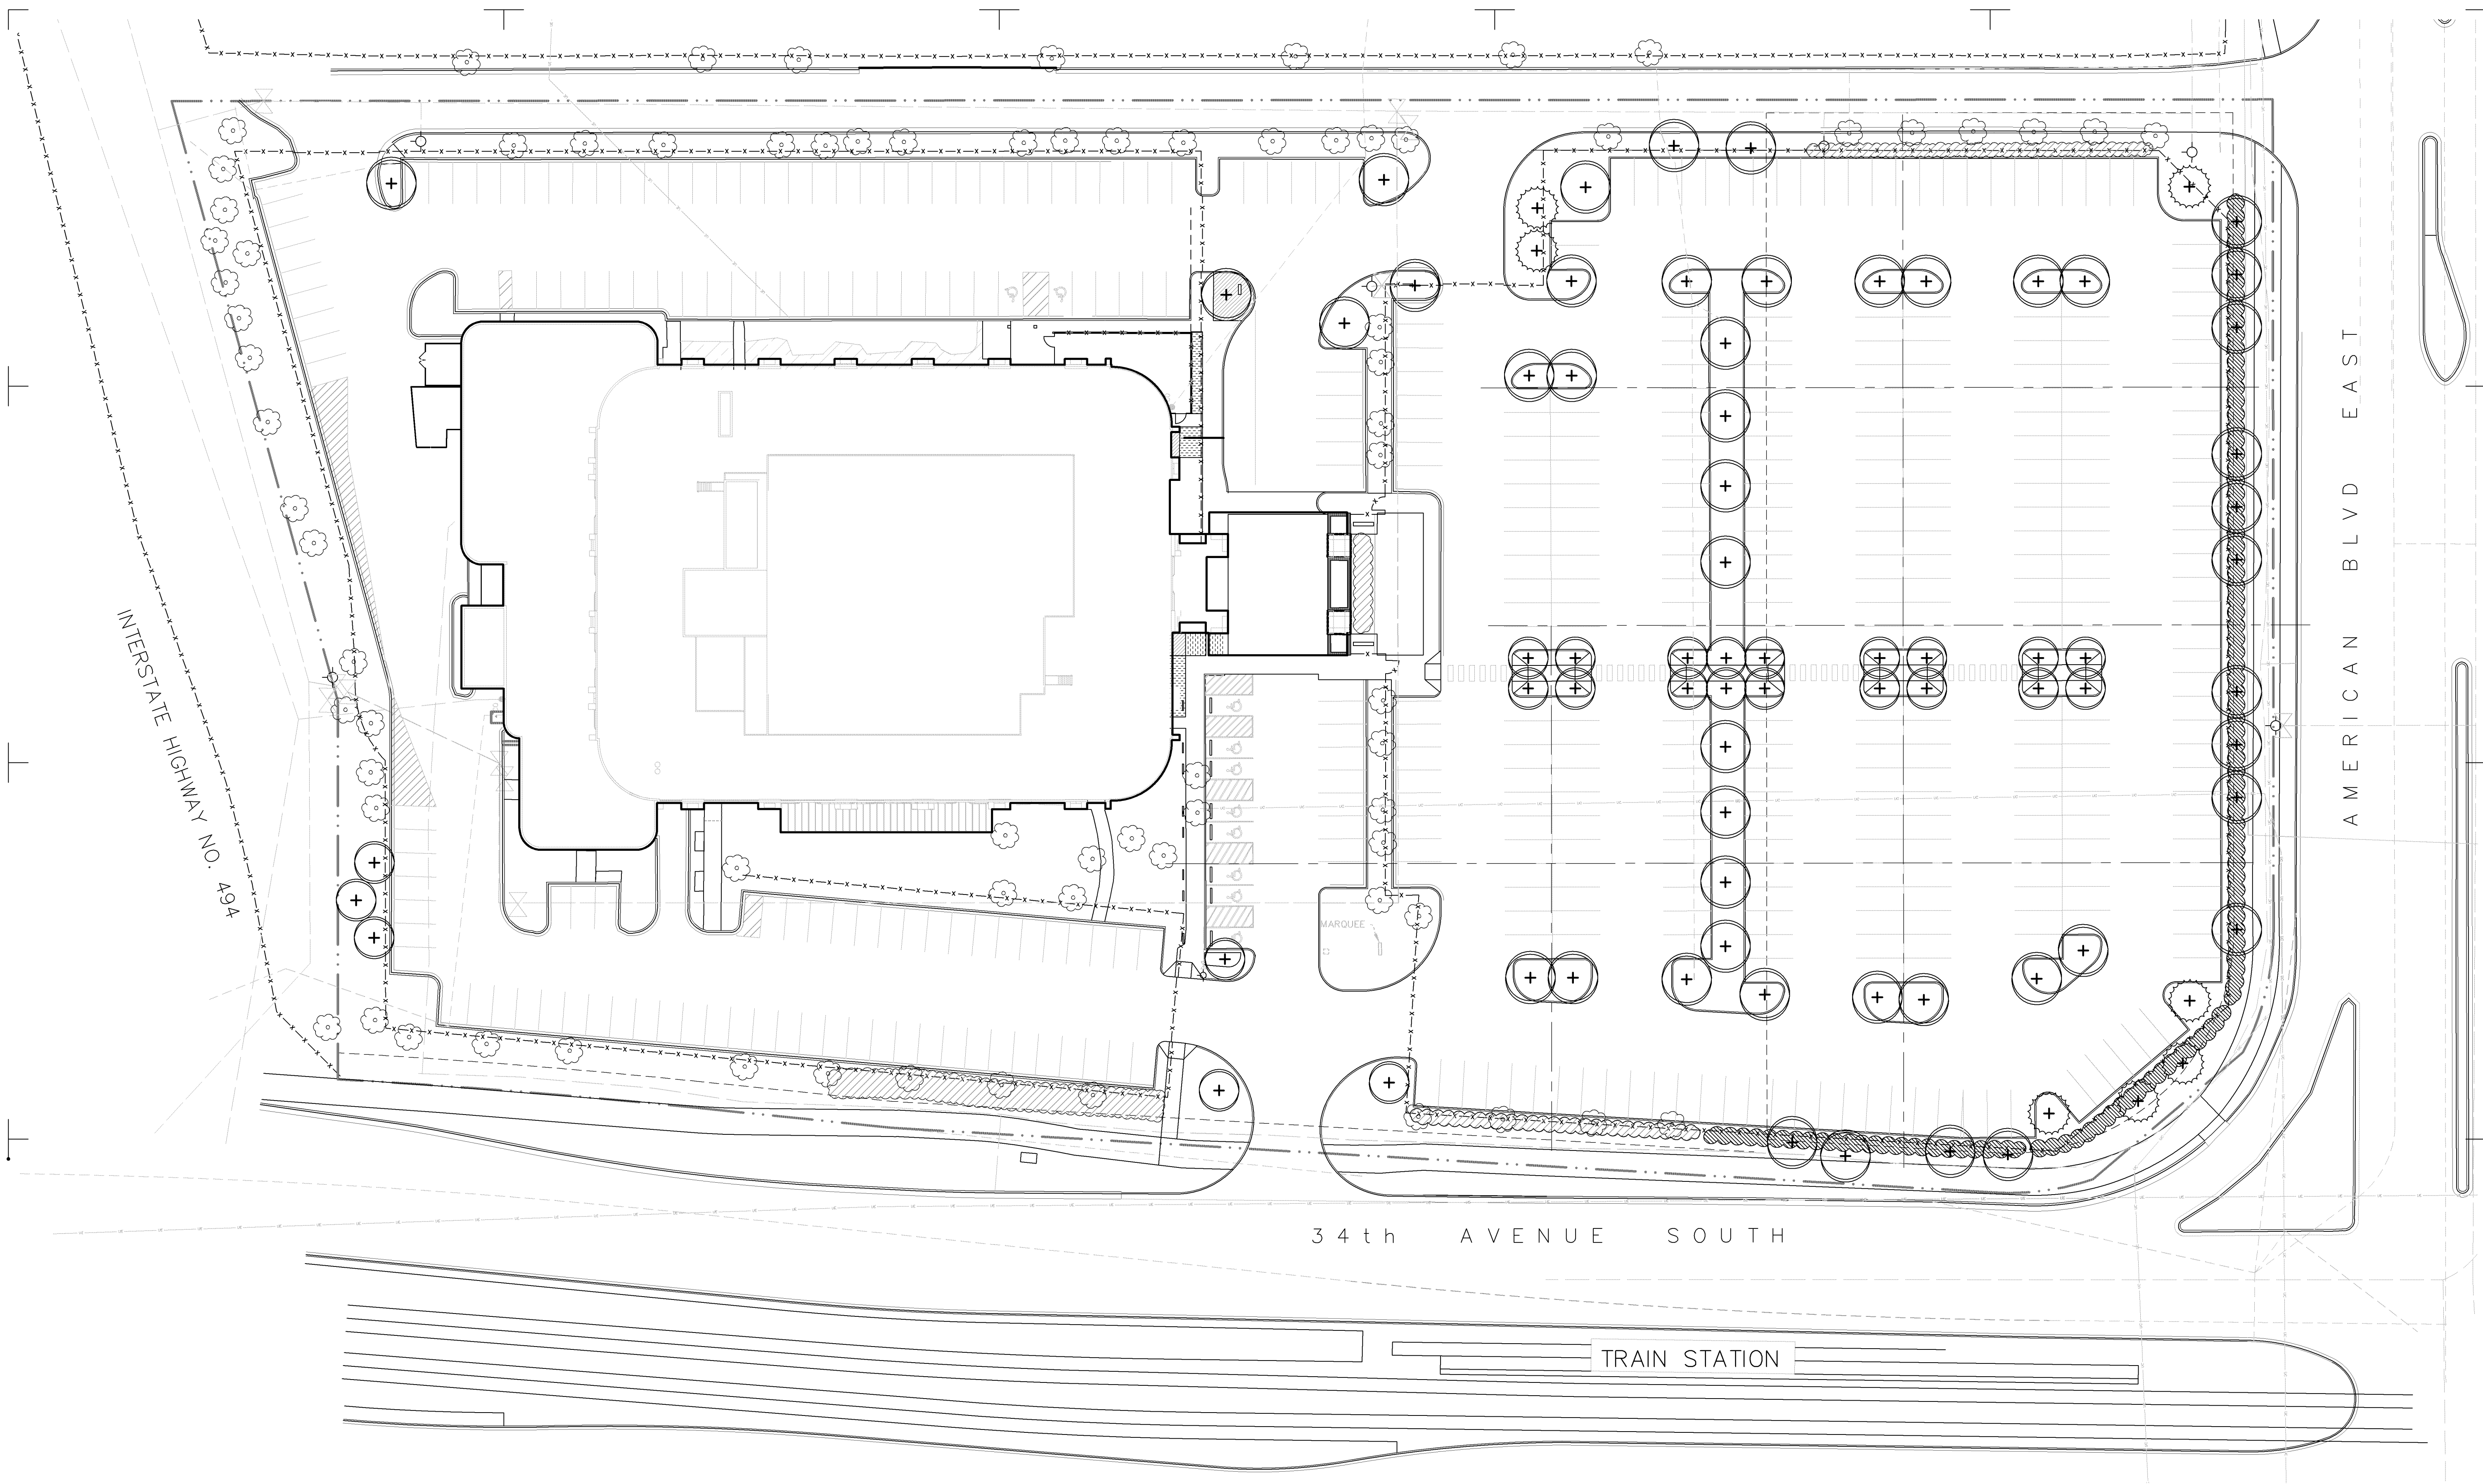 AMERICAN BLVD EAST
INTERSTATE HIGHWAY NO. 494
MARQUEE
34th AVENUE SOUTH
TRAIN STATION